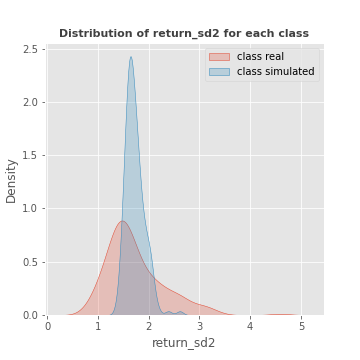 Distribution of return_sd2 for each class
class real
class simulated
2.5
2.0
1.5
1.0
0.5
0.0
Density
0 1 2 3 4 5
return_sd2